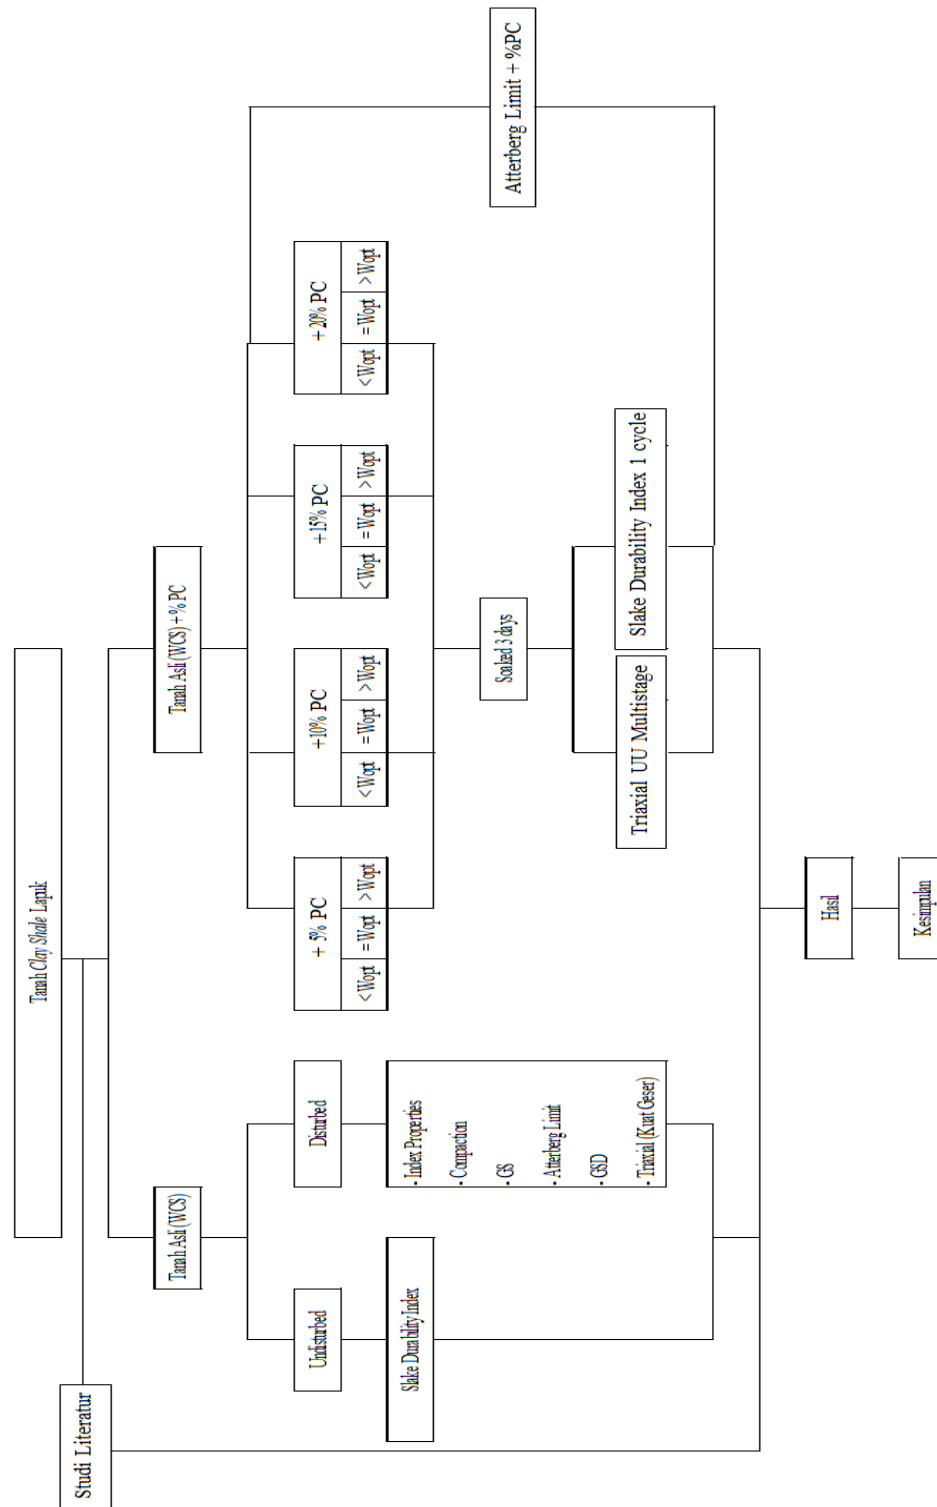 Tanah Clay Shale Lapuk
Studi Literatur
Tanah Asli (WCS)
Tanah Asli (WCS) + % PC
Undisturbed
Disturbed
+ 5% PC
< Wopt = Wopt > Wopt
+10% PC
< Wopt = Wopt > Wopt
+15% PC
< Wopt = Wopt > Wopt
+ 20% PC
< Wopt = Wopt > Wopt
Atterberg Limit + %PC
Slake Durability Index
- Index Properties
- Compaction
- GS
- Atterberg Limit
- GSD
- Triaxial (Kuat Geser)
Soaked 3 days
Triaxial UU Multistage
Slake Durability Index 1 cycle
Hasil
Kesimpulan